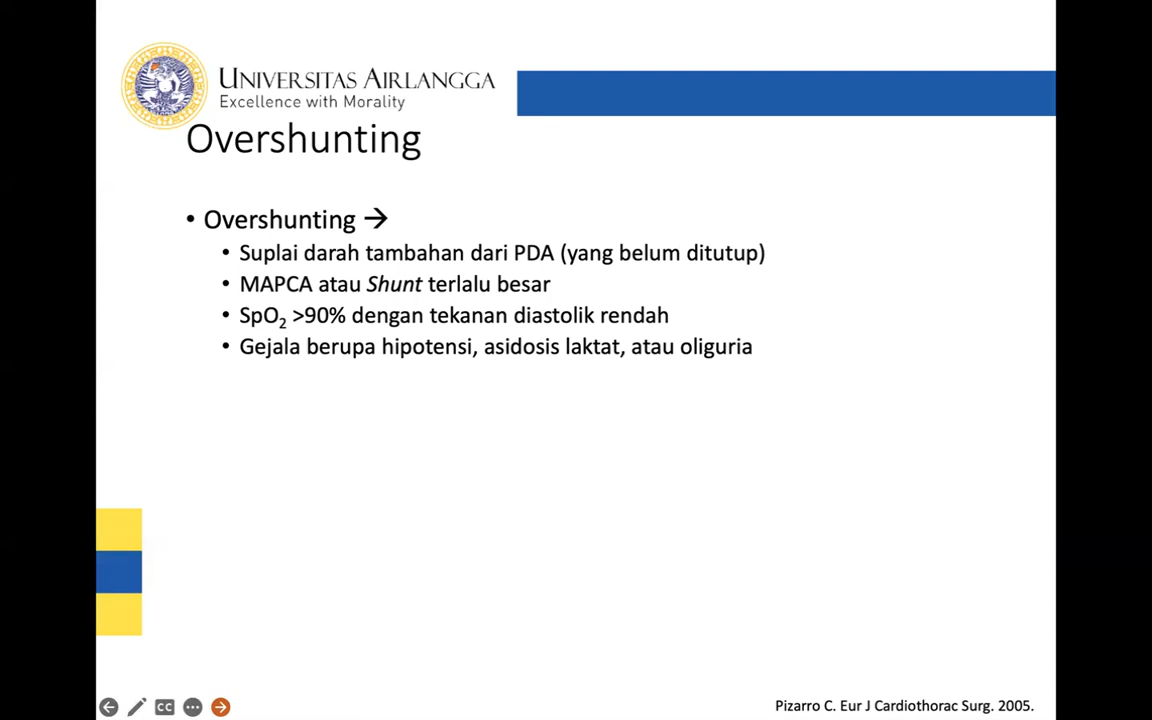 UNIVERSITAS AIRLANGGA
Excellence with Morality
Overshunting
• Overshunting →
• Suplai darah tambahan dari PDA (yang belum ditutup)
• MAPCA atau Shunt terlalu besar
• SpO₂ >90% dengan tekanan diastolik rendah
• Gejala berupa hipotensi, asidosis laktat, atau oliguria
CC
Pizarro C. Eur J Cardiothorac Surg. 2005.